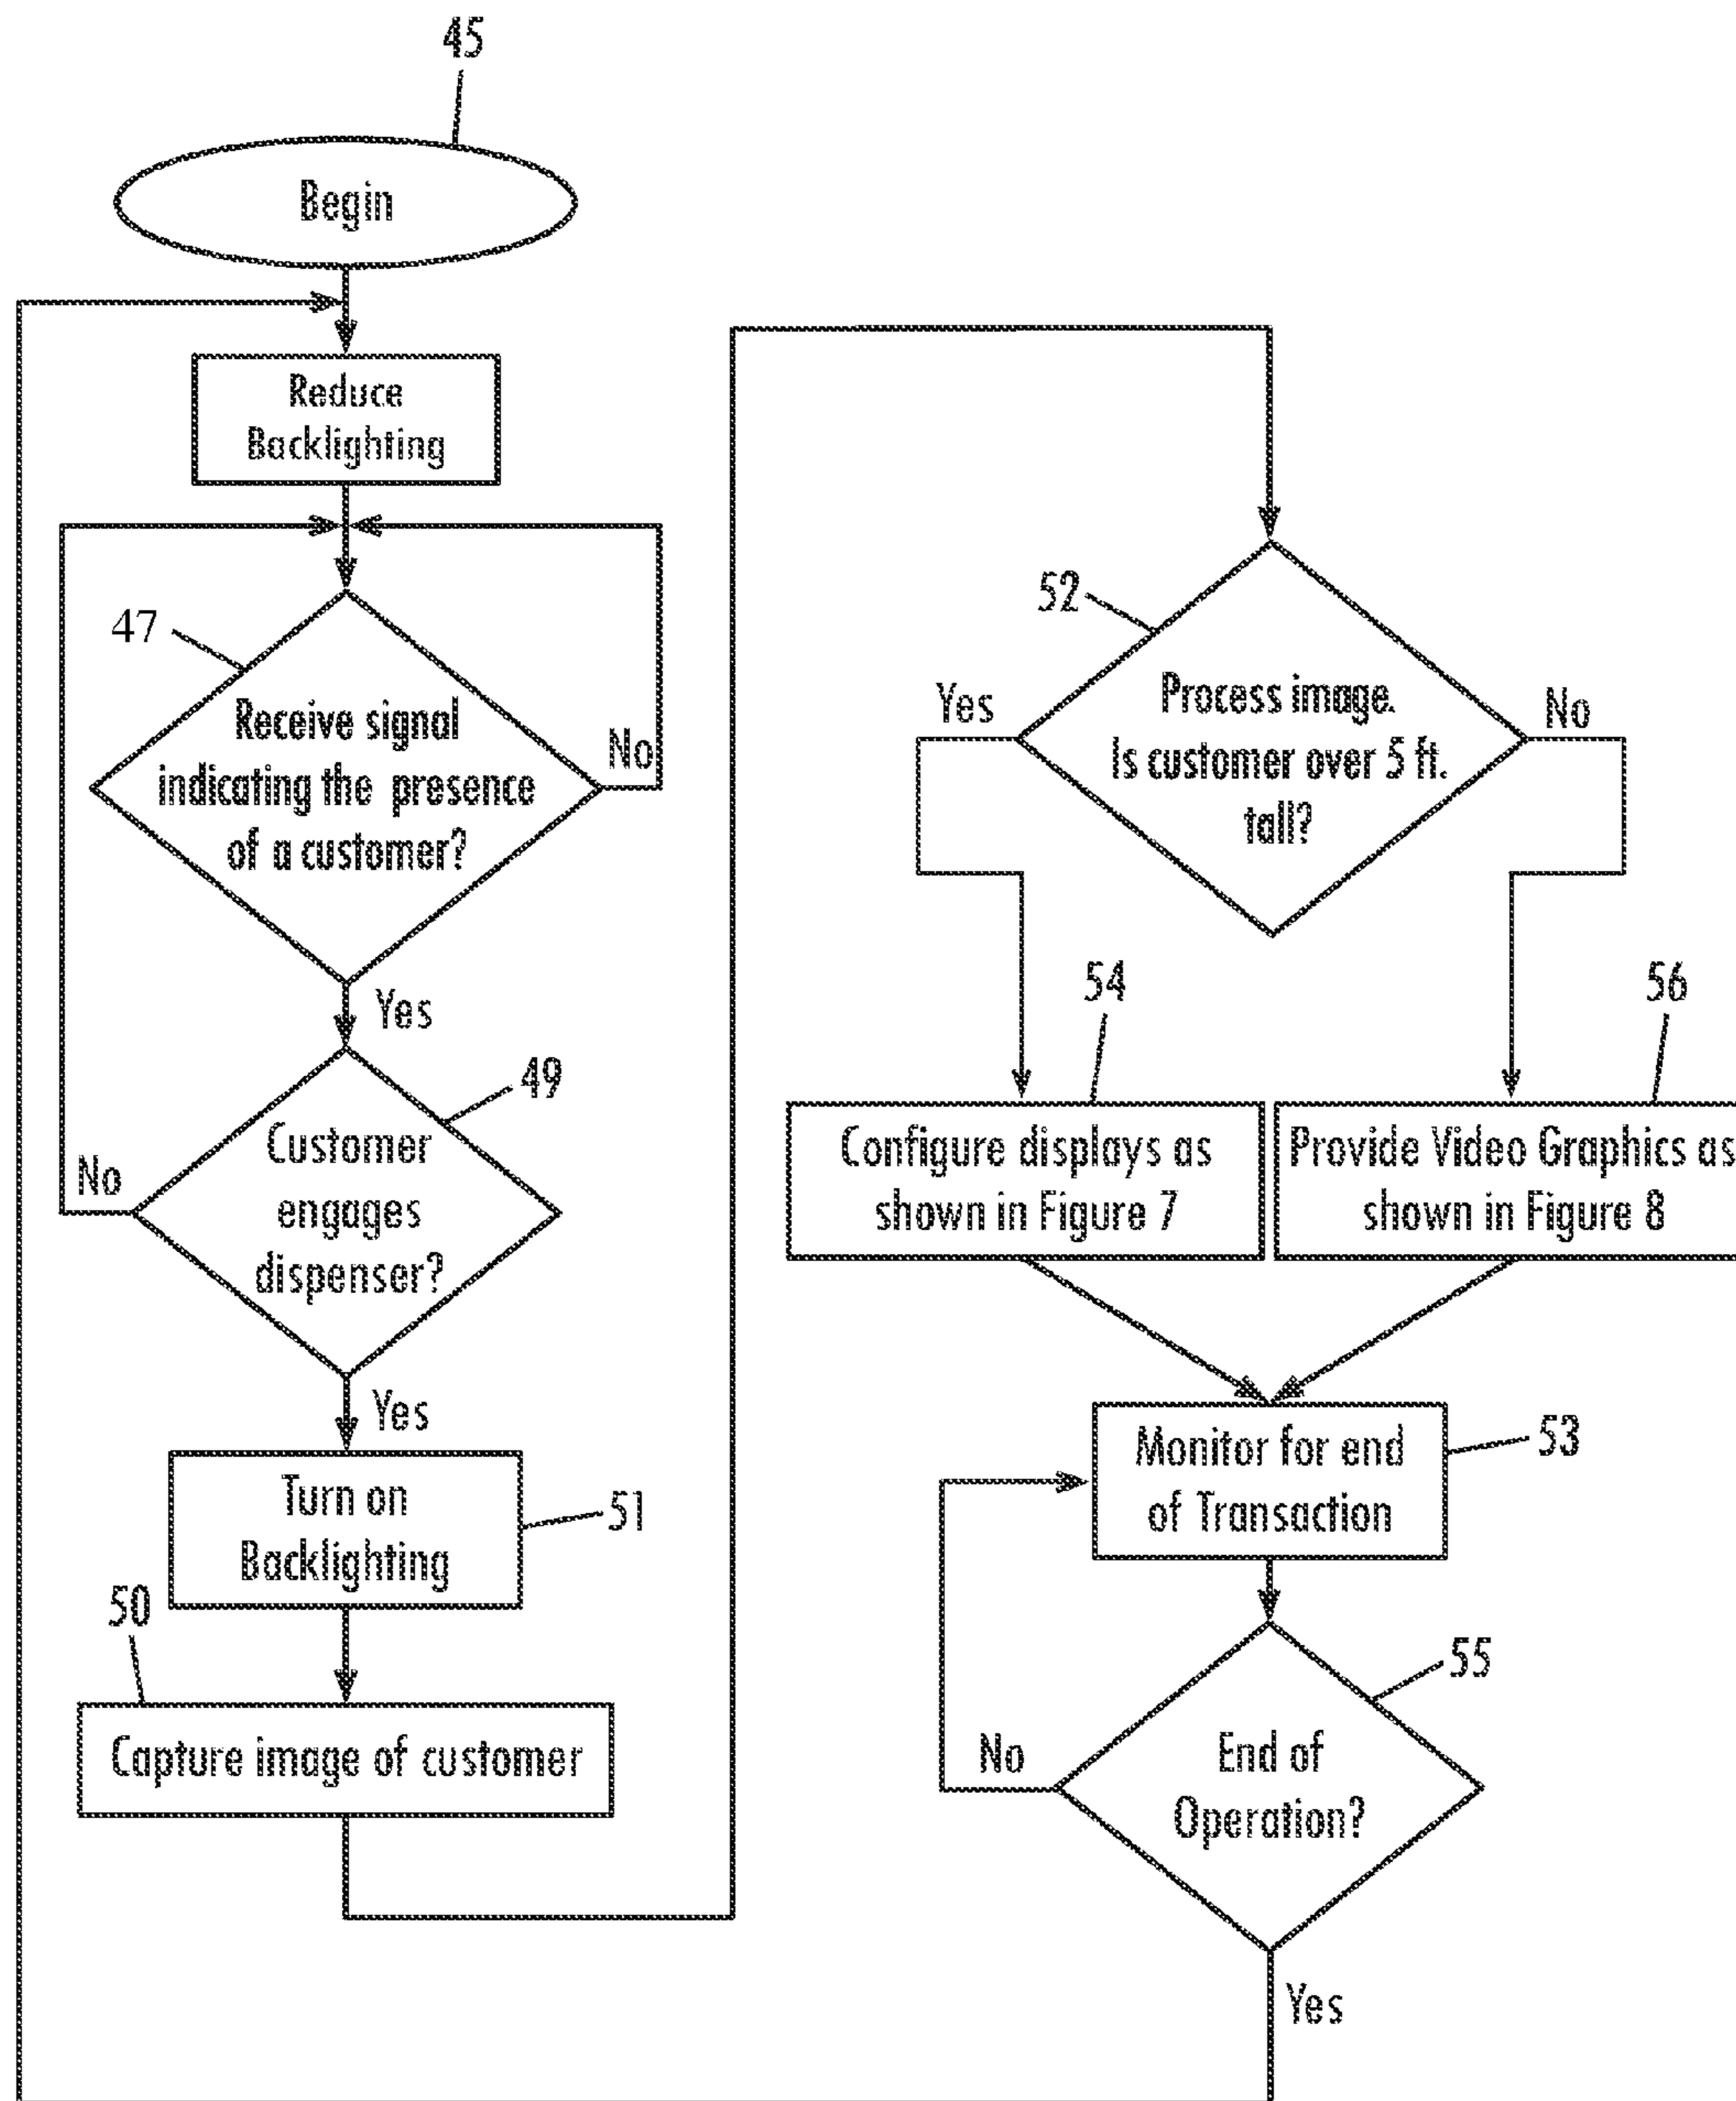 45
Begin
Reduce
Backlighting
47
Receive signal
indicating the presence
of a customer?
No
Yes
49
Customer
engages
dispenser?
No
Yes
Turn on
Backlighting
51
50
Capture image of customer
52
Process image.
Is customer over 5 ft.
tall?
Yes
No
54
Configure displays as
shown in Figure 7
56
Provide Video Graphics as
shown in Figure 8
Monitor for end
of Transaction
53
55
End of
Operation?
No
Yes